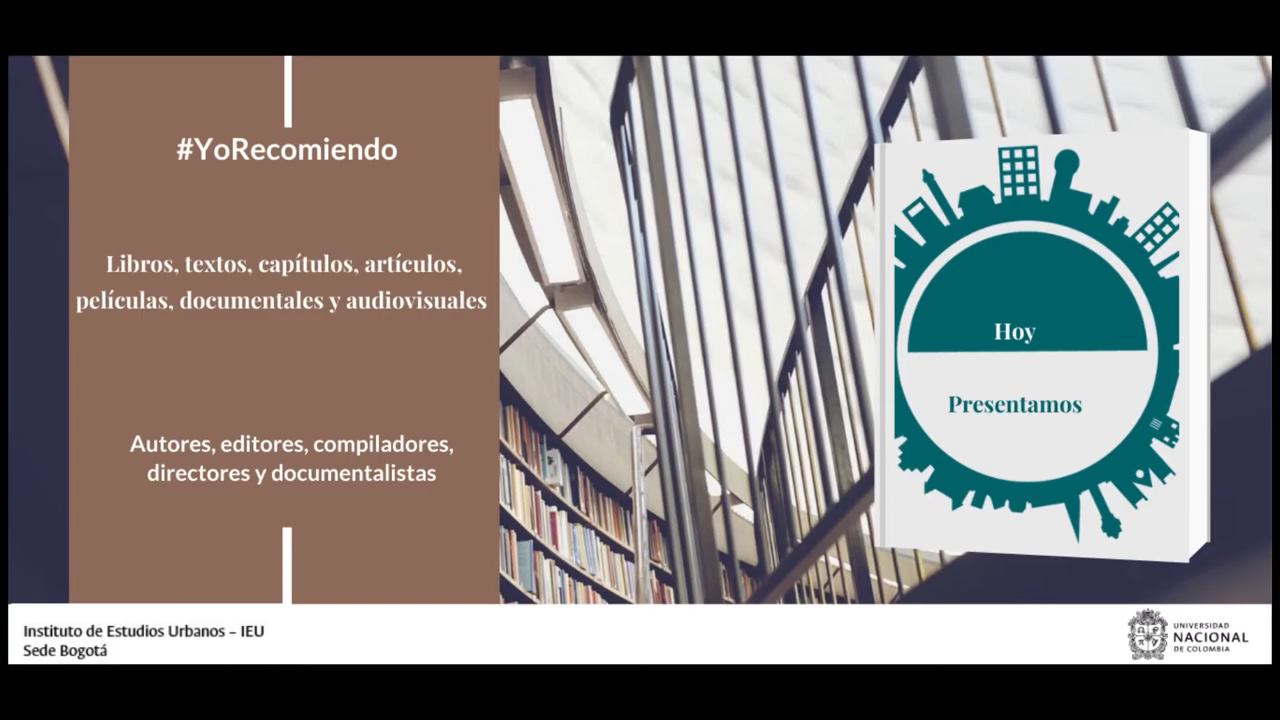 #YoRecomiendo
Libros, textos, capítulos, artículos,
películas, documentales y audiovisuales
Autores, editores, compiladores,
directores y documentalistas
Hoy
Presentamos
Instituto de Estudios Urbanos – IEU
Sede Bogotá
UNIVERSIDAD
NACIONAL
DE COLOMBIA